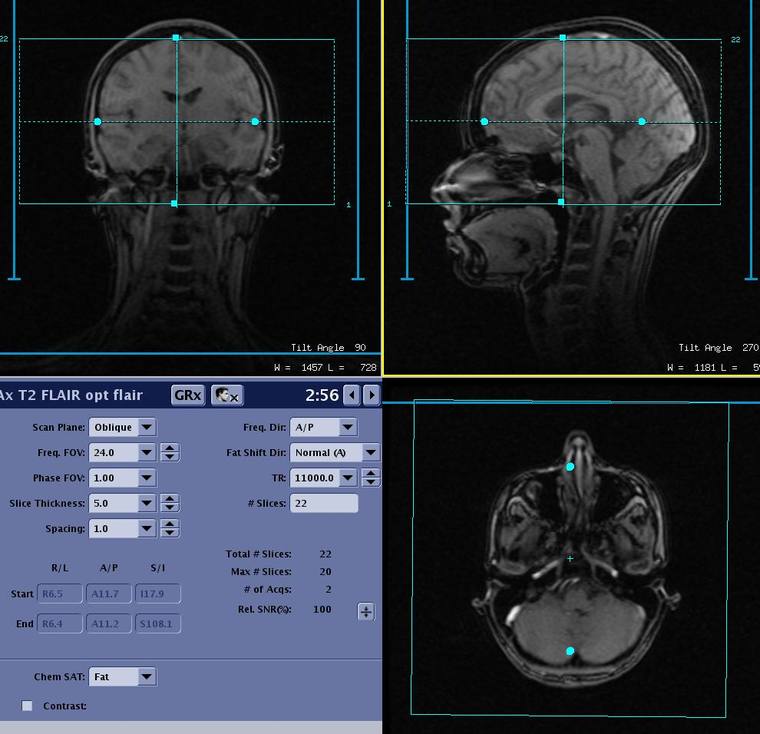 22
22
1
1
Tilt Angle 90
W = 1457 L = 728
Tilt Angle 270
W = 1181 L =
Ax T2 FLAIR opt flair GRx x 2:56
Scan Plane: Oblique Freq. Dir: A/P
Freq. FOV: 24.0 Fat Shift Dir: Normal (A)
Phase FOV: 1.00 TR: 11000.0
Slice Thickness: 5.0 # Slices: 22
Spacing: 1.0
Total # Slices: 22
R/L A/P S/I Max # Slices: 20
Start R6.5 A11.7 I17.9 # of Acqs: 2
End R6.4 A11.2 S108.1 Rel. SNR(%): 100
Chem SAT: Fat
Contrast: